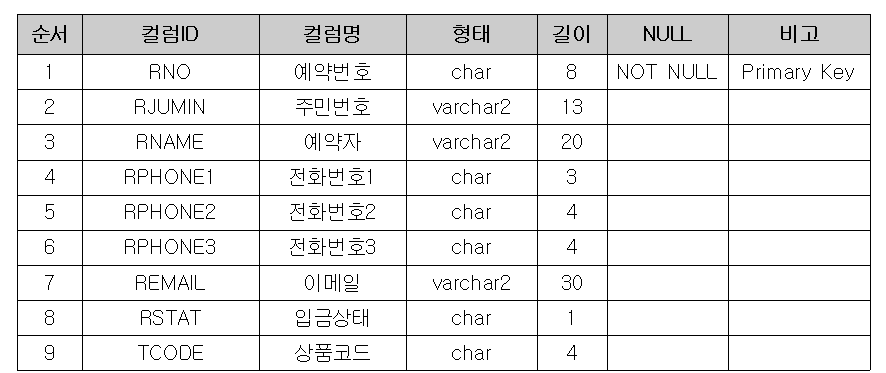 순서 컬럼ID 컬럼명 형태 길이 NULL 비고
1 RNO 예약번호 char 8 NOT NULL Primary Key
2 RJUMIN 주민번호 varchar2 13
3 RNAME 예약자 varchar2 20
4 RPHONE1 전화번호1 char 3
5 RPHONE2 전화번호2 char 4
6 RPHONE3 전화번호3 char 4
7 REMAIL 이메일 varchar2 30
8 RSTAT 입금상태 char 1
9 TCODE 상품코드 char 4